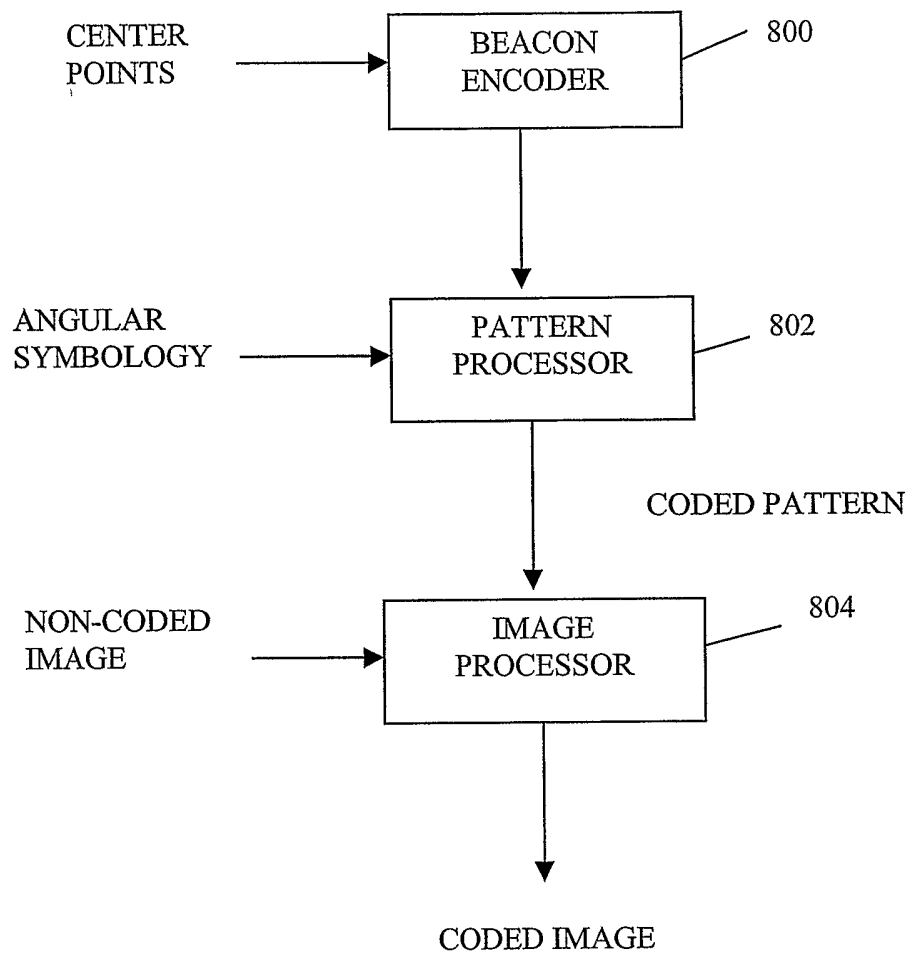 CENTER
POINTS
BEACON
ENCODER
800
ANGULAR
SYMBOLOGY
PATTERN
PROCESSOR
802
CODED PATTERN
NON-CODED
IMAGE
IMAGE
PROCESSOR
804
CODED IMAGE